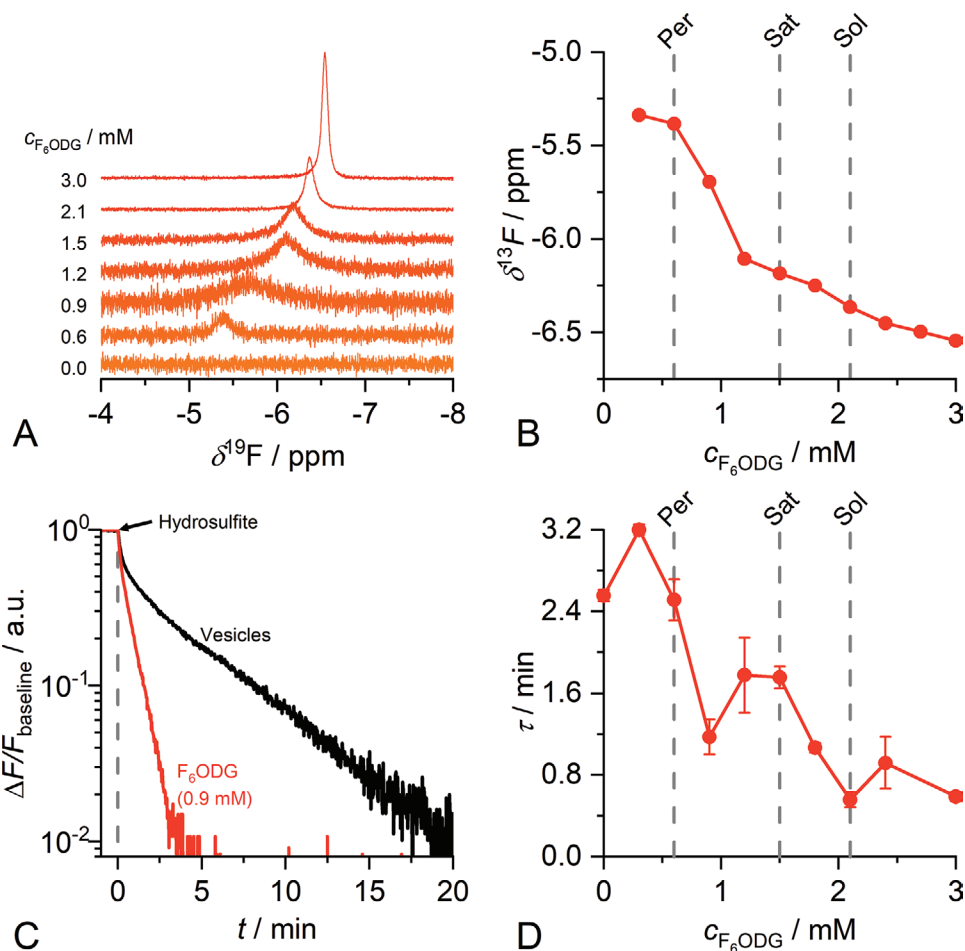 c_F₆ODG / mM
3.0
2.1
1.5
1.2
0.9
0.6
0.0
-4 -5 -6 -7 -8
δ¹⁹F / ppm
A
Per Sat Sol
-5.0
-5.5
-6.0
-6.5
δ¹³F / ppm
0 1 2 3
c_F₆ODG / mM
B
10⁰
10⁻¹
10⁻²
ΔF/F_baseline / a.u.
Hydrosulfite
Vesicles
F₆ODG
(0.9 mM)
0 5 10 15 20
t / min
C
Per Sat Sol
3.2
2.4
1.6
0.8
0.0
τ / min
0 1 2 3
c_F₆ODG / mM
D